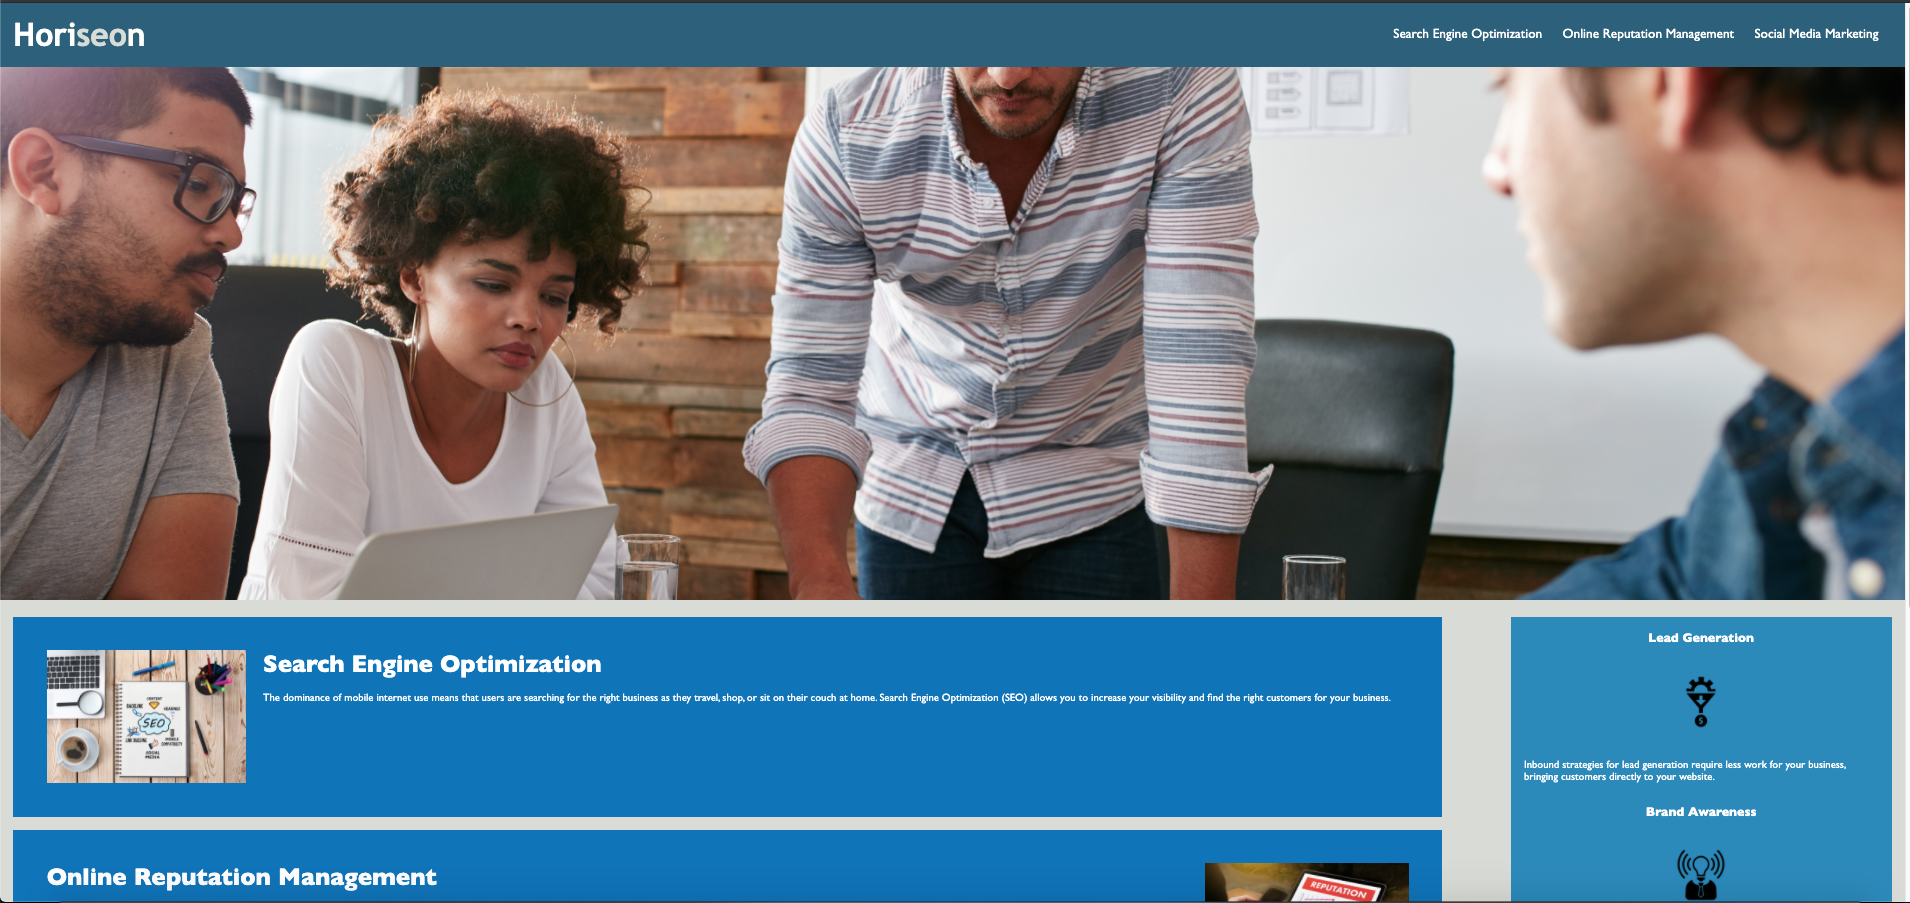 Horiseon
Search Engine Optimization Online Reputation Management Social Media Marketing
Search Engine Optimization
The dominance of mobile internet use means that users are searching for the right business as they travel, shop, or sit on their couch at home. Search Engine Optimization (SEO) allows you to increase your visibility and find the right customers for your business.
SEO
Online Reputation Management
REPUTATION
Lead Generation
$
Inbound strategies for lead generation require less work for your business,
bringing customers directly to your website.
Brand Awareness